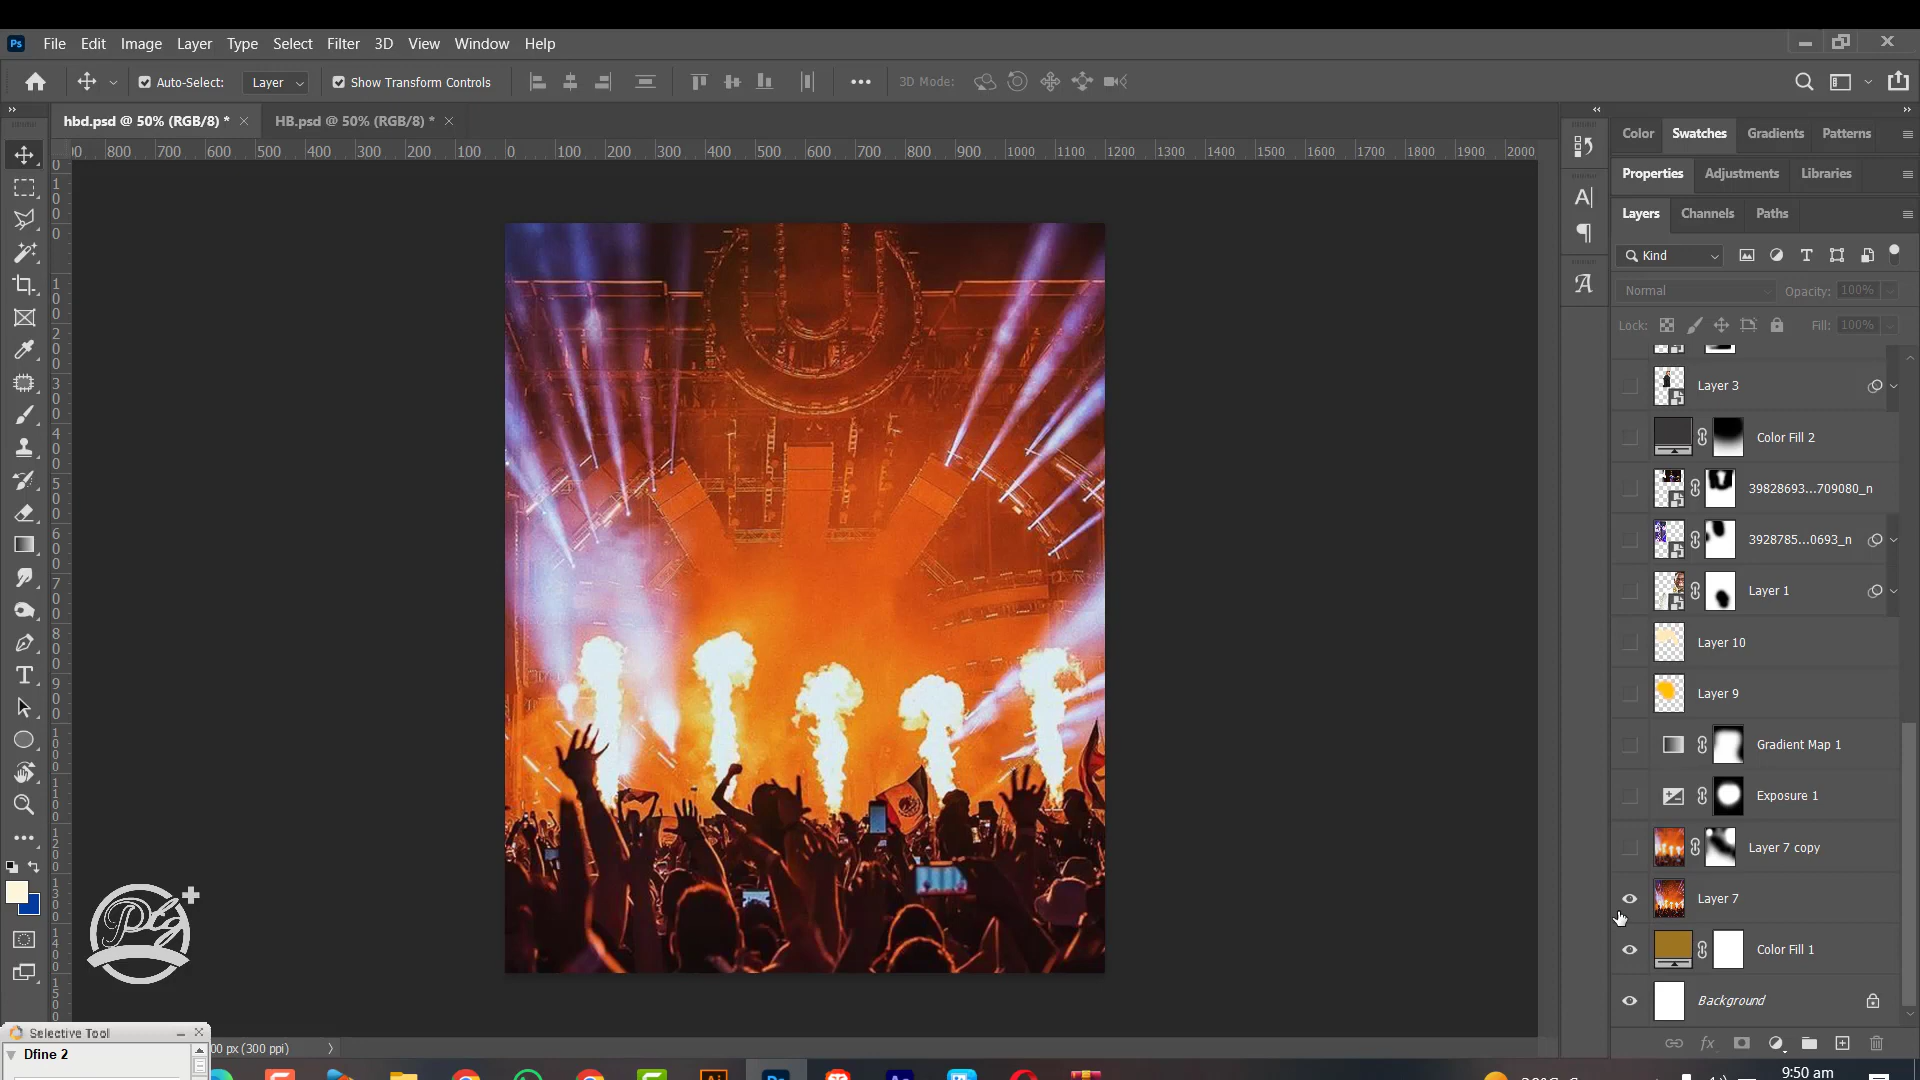 Ps File Edit Image Layer Type Select Filter 3D View Window Help
Auto-Select: Layer Show Transform Controls 3D Mode:
hbd.psd @ 50% (RGB/8) * HB.psd @ 50% (RGB/8) *
800 700 600 500 400 300 200 100 0 100 200 300 400 500 600 700 800 900 1000 1100 1200 1300 1400 1500 1600 1700 1800 1900 2000
Color Swatches Gradients Patterns
Properties Adjustments Libraries
Layers Channels Paths
Kind
Normal Opacity: 100%
Lock: Fill: 100%
Layer 3
Color Fill 2
39828693...709080_n
3928785...0693_n
Layer 1
Layer 10
Layer 9
Gradient Map 1
Exposure 1
Layer 7 copy
Layer 7
Color Fill 1
Background
Plg
Selective Tool
Dfine 2
00 px (300 ppi)
9:50 am